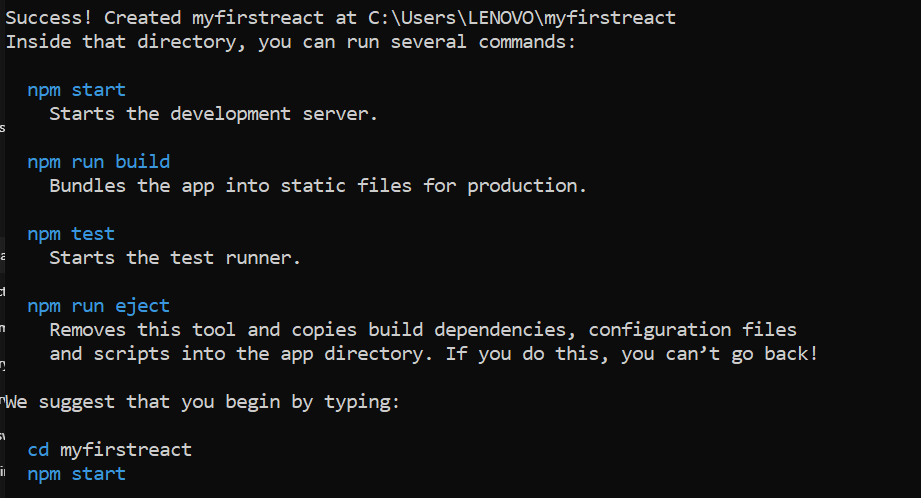 Success! Created myfirstreact at C:\Users\LENOVO\myfirstreact
Inside that directory, you can run several commands:
npm start
Starts the development server.
npm run build
Bundles the app into static files for production.
npm test
Starts the test runner.
npm run eject
Removes this tool and copies build dependencies, configuration files
and scripts into the app directory. If you do this, you can’t go back!
We suggest that you begin by typing:
cd myfirstreact
npm start